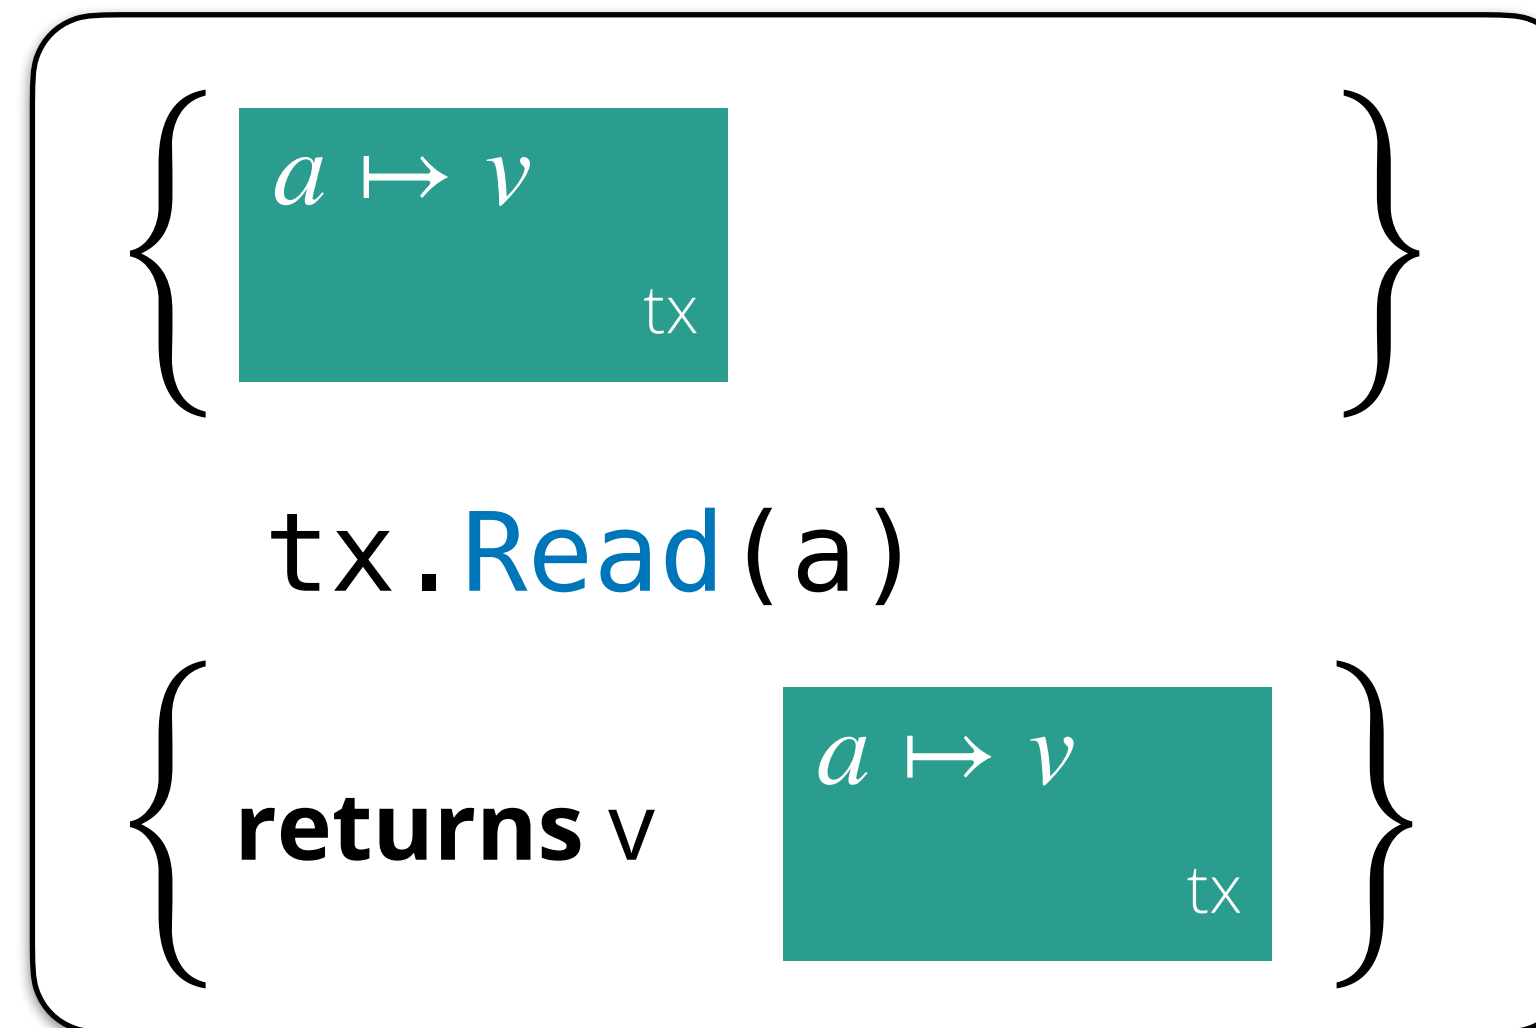 { a ↦ v }
tx
tx.Read(a)
{ returns v a ↦ v }
tx